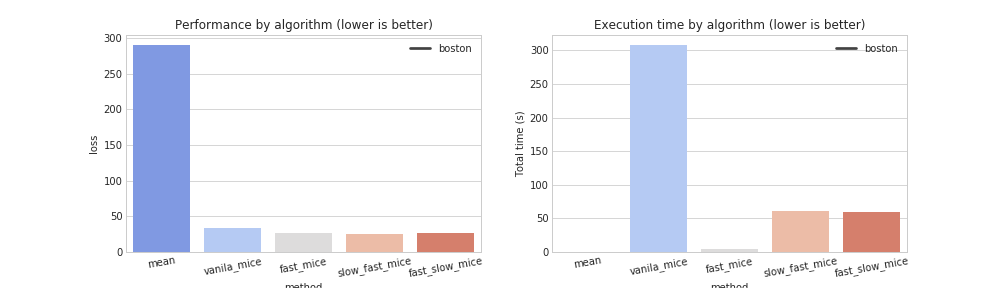 Performance by algorithm (lower is better)
300
250
200
150
100
50
0
loss
boston
mean
vanila_mice
fast_mice
slow_fast_mice
fast_slow_mice
method
Execution time by algorithm (lower is better)
300
250
200
150
100
50
0
Total time (s)
boston
mean
vanila_mice
fast_mice
slow_fast_mice
fast_slow_mice
method